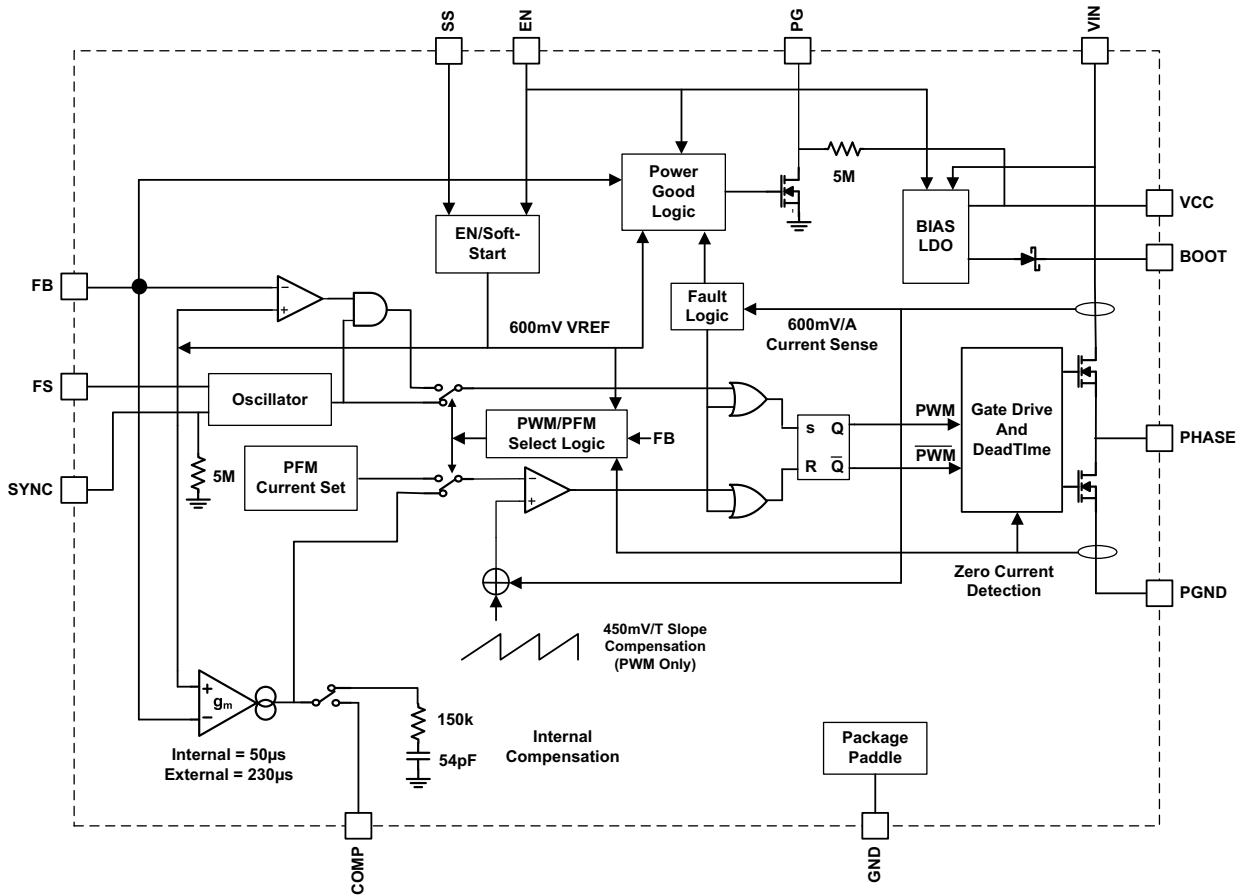 SS
EN
PG
VIN
Power
Good
Logic
5M
VCC
EN/Soft-
Start
BIAS
LDO
BOOT
FB
−
+
Fault
Logic
600mV VREF
600mV/A
Current Sense
FS
Oscillator
PWM/PFM
Select Logic
FB
s Q
R Q̅
PWM
P̅W̅M̅
Gate Drive
And
DeadTIme
PHASE
SYNC
5M
PFM
Current Set
−
+
Zero Current
Detection
PGND
450mV/T Slope
Compensation
(PWM Only)
+
gm
−
150k
54pF
Internal
Compensation
Internal = 50µs
External = 230µs
Package
Paddle
COMP
GND